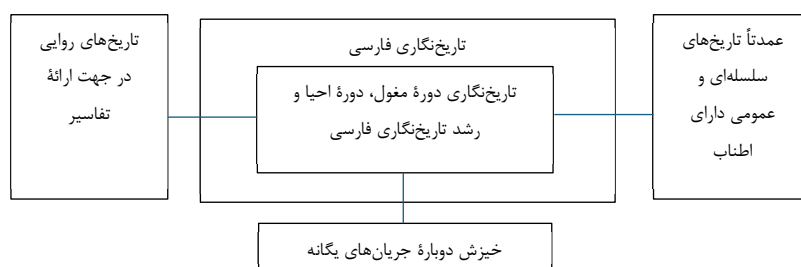 عمدتاً تاریخ‌های
سلسله‌ای و
عمومی دارای
اطناب
تاریخ‌نگاری فارسی
تاریخ‌نگاری دورهٔ مغول، دورهٔ احیا و
رشد تاریخ‌نگاری فارسی
تاریخ‌های روایی
در جهت ارائهٔ
تفاسیر
خیزش دوبارهٔ جریان‌های یگانه